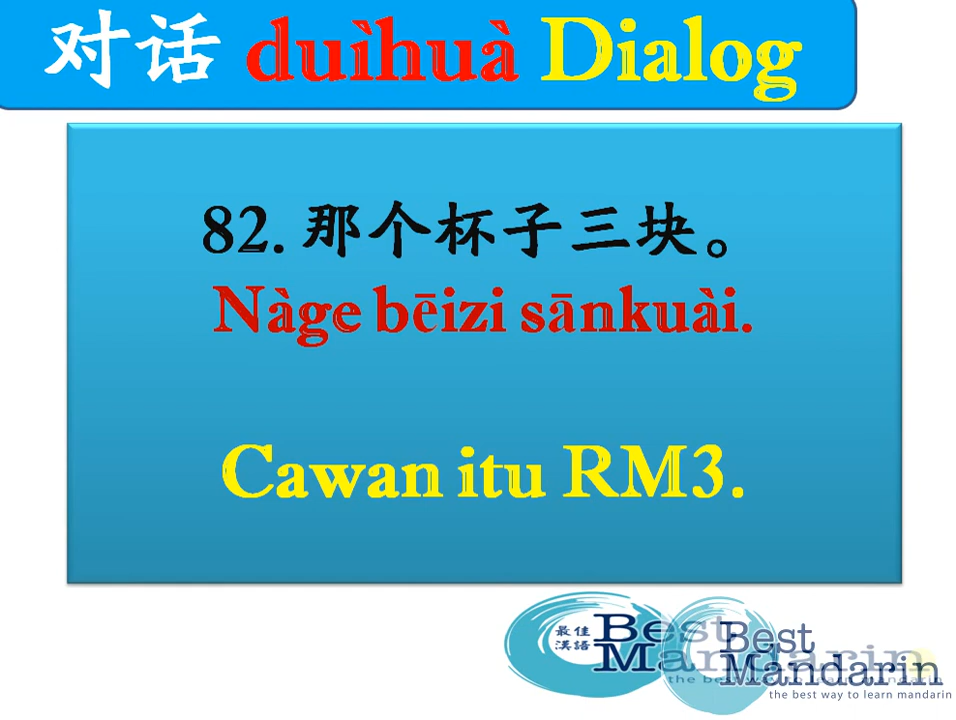 对话 duìhuà Dialog
82. 那个杯子三块。
Nàge bēizi sānkuài.
Cawan itu RM3.
最佳
漢語
Best
Mandarin
Best
Mandarin
the best way to learn mandarin